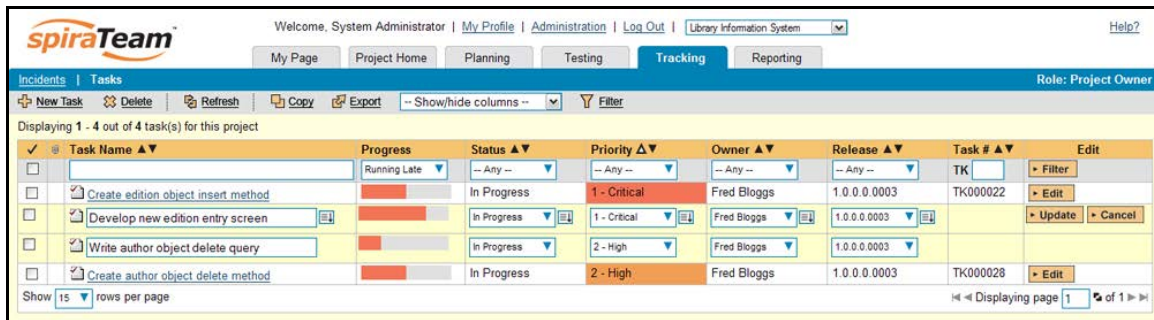 spiraTeam
Welcome, System Administrator | My Profile | Administration | Log Out | Library Information System Help?
My Page Project Home Planning Testing Tracking Reporting
Incidents | Tasks Role: Project Owner
New Task Delete Refresh Copy Export -- Show/hide columns -- Filter
Displaying 1 - 4 out of 4 task(s) for this project
Task Name ▲▼ Progress Status ▲▼ Priority △▼ Owner ▲▼ Release ▲▼ Task # ▲▼ Edit
Running Late -- Any -- -- Any -- -- Any -- -- Any -- TK Filter
Create edition object insert method In Progress 1 - Critical Fred Bloggs 1.0.0.0.0003 TK000022 Edit
Develop new edition entry screen In Progress 1 - Critical Fred Bloggs 1.0.0.0.0003 Update Cancel
Write author object delete query In Progress 2 - High Fred Bloggs 1.0.0.0.0003
Create author object delete method In Progress 2 - High Fred Bloggs 1.0.0.0.0003 TK000028 Edit
Show 15 rows per page Displaying page 1 of 1